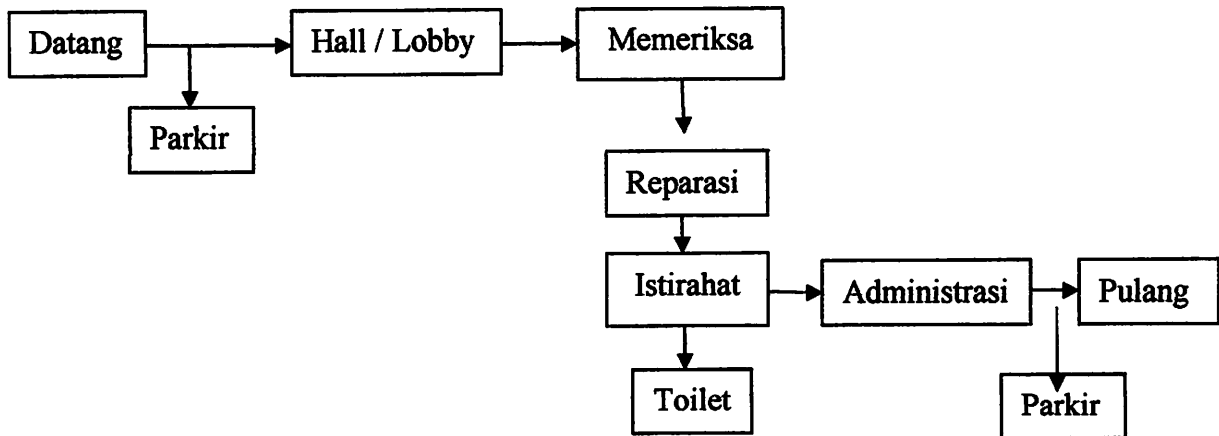 Datang
Hall / Lobby
Memeriksa
Parkir
Reparasi
Istirahat
Administrasi
Pulang
Toilet
Parkir